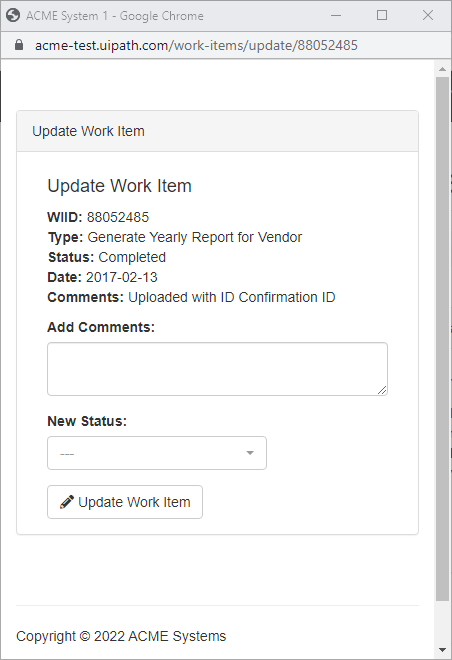 ACME System 1 - Google Chrome
acme-test.uipath.com/work-items/update/88052485
Update Work Item
Update Work Item
WIID: 88052485
Type: Generate Yearly Report for Vendor
Status: Completed
Date: 2017-02-13
Comments: Uploaded with ID Confirmation ID
Add Comments:
New Status:
---
Update Work Item
Copyright © 2022 ACME Systems